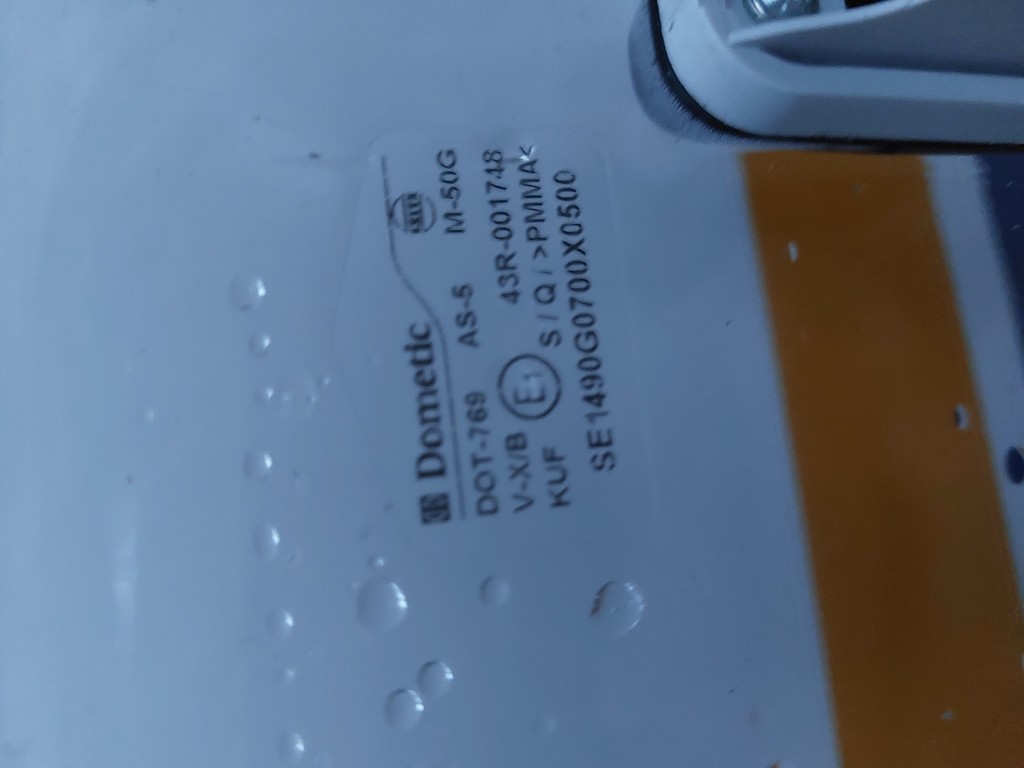 Dometic
DOT-769 AS-5 M-50G
V-X/B 43R-001748
KUF E1 S / Q / >PMMA<
SE1490G0700X0500